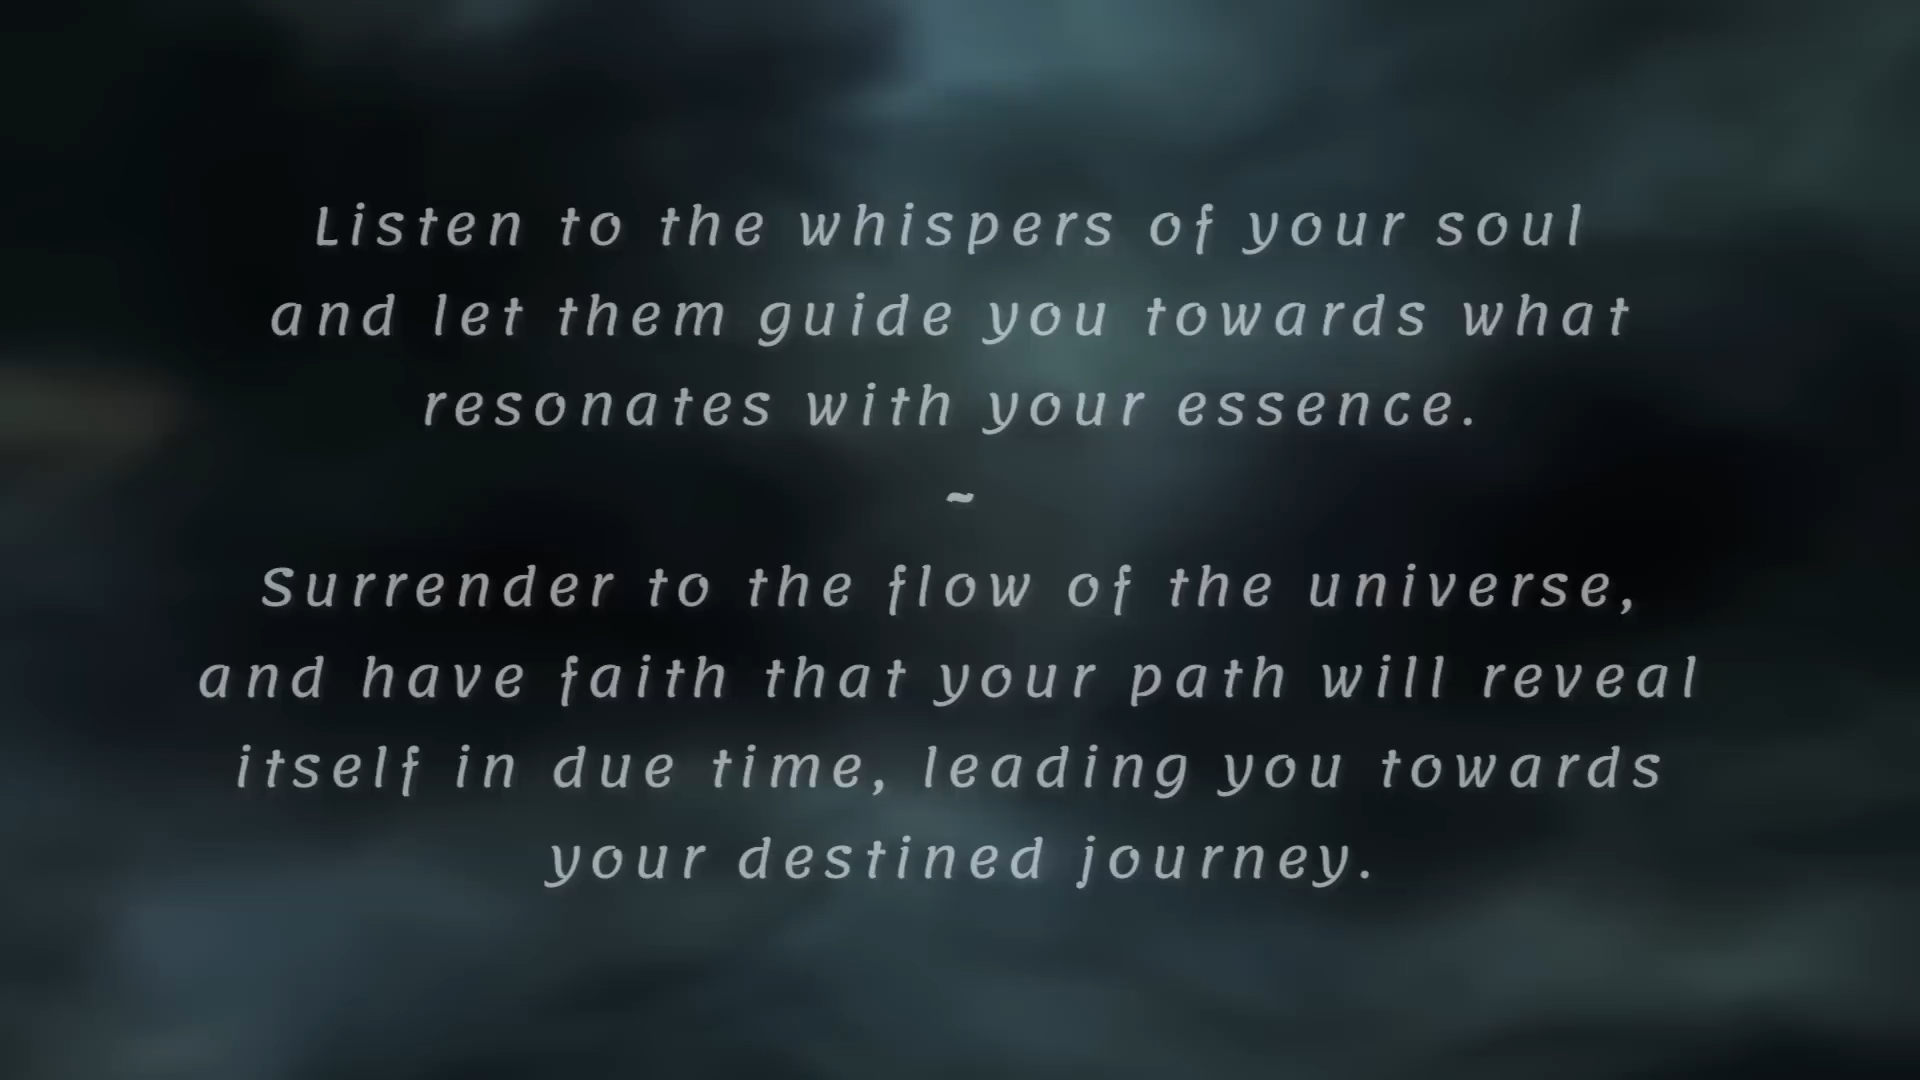 Listen to the whispers of your soul
and let them guide you towards what
resonates with your essence.
~
Surrender to the flow of the universe,
and have faith that your path will reveal
itself in due time, leading you towards
your destined journey.